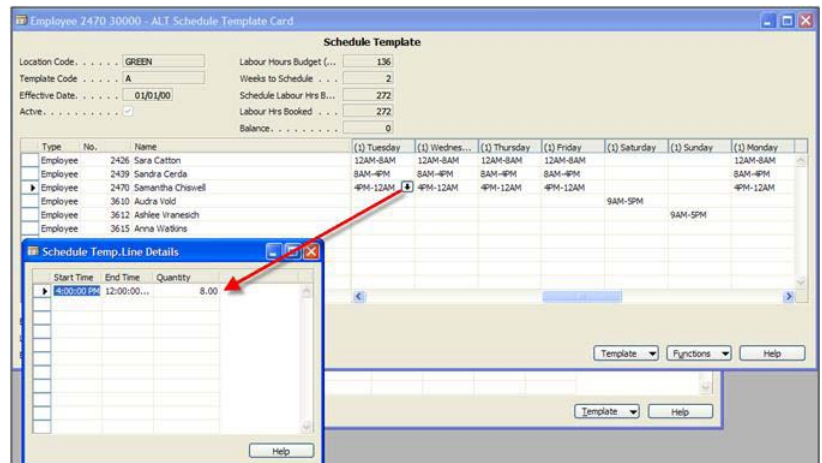 Employee 2470 30000 - ALT Schedule Template Card
Schedule Template
Location Code. . . . . . GREEN Labour Hours Budget (... 136
Template Code . . . . . A Weeks to Schedule . . . . 2
Effective Date. . . . . . 01/01/00 Schedule Labour Hrs B... 272
Actve. . . . . . . . . . Labour Hrs Booked . . . . 272
Balance. . . . . . . . . 0
Type No. Name (1) Tuesday (1) Wednes... (1) Thursday (1) Friday (1) Saturday (1) Sunday (1) Monday
Employee 2426 Sara Catton 12AM-8AM 12AM-8AM 12AM-8AM 12AM-8AM 12AM-8AM
Employee 2439 Sandra Cerda 8AM-4PM 8AM-4PM 8AM-4PM 8AM-4PM 8AM-4PM
Employee 2470 Samantha Chiswell 4PM-12AM 4PM-12AM 4PM-12AM 4PM-12AM 4PM-12AM
Employee 3610 Audra Vold 9AM-5PM
Employee 3612 Ashlee Vranesich 9AM-5PM
Employee 3615 Anna Watkins
Schedule Temp.Line Details
Start Time End Time Quantity
4:00:00 PM 12:00:00... 8.00
Template Functions Help
Template Help
Help